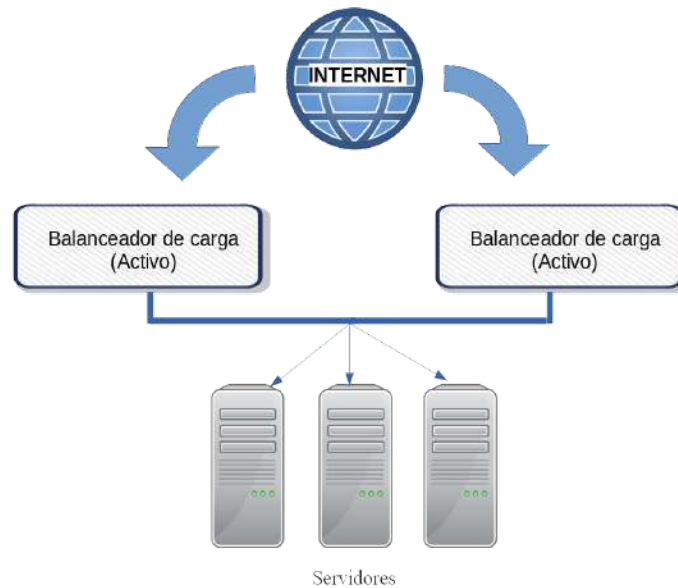 INTERNET
Balanceador de carga
(Activo)
Balanceador de carga
(Activo)
Servidores